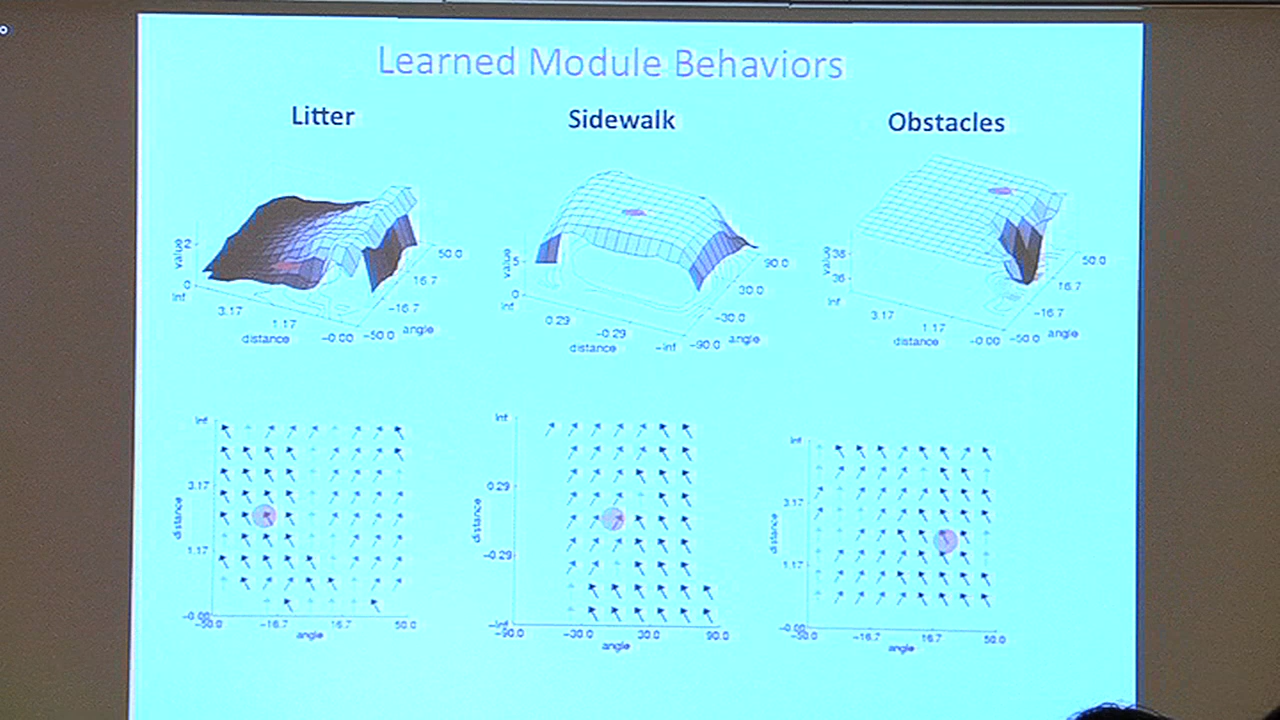 Learned Module Behaviors
Litter
Sidewalk
Obstacles
value
2
0
Inf
3.17
1.17
-0.00
distance
-50.0
-16.7
16.7
50.0
angle
value
5
0
Inf
0.29
-0.29
-Inf
distance
-90.0
-30.0
30.0
90.0
angle
value
38
36
Inf
3.17
1.17
-0.00
distance
-50.0
-16.7
16.7
50.0
angle
Inf
3.17
1.17
-0.00
distance
-50.0
-16.7
16.7
50.0
angle
Inf
0.29
-0.29
-Inf
distance
-90.0
-30.0
30.0
90.0
angle
Inf
3.17
1.17
-0.00
distance
-50.0
-16.7
16.7
50.0
angle